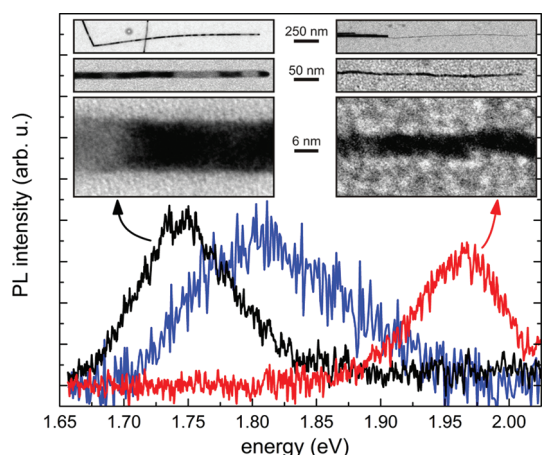 250 nm
50 nm
6 nm
PL intensity (arb. u.)
1.65 1.70 1.75 1.80 1.85 1.90 1.95 2.00
energy (eV)